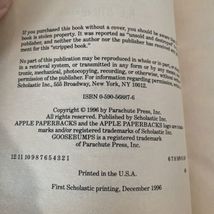 If you purchased this book without a cover, you should be aware
book is stolen property. It was reported as "unsold and destroyed"
publisher, and neither the author nor the publisher has received
ment for this "stripped book."
No part of this publication may be reproduced in whole or in part, or
in a retrieval system, or transmitted in any form or by any means,
tronic, mechanical, photocopying, recording, or otherwise, without
permission of the publisher. For information regarding permission,
Scholastic Inc., 555 Broadway, New York, NY 10012.
ISBN 0-590-56887-6
Copyright © 1996 by Parachute Press, Inc.
All rights reserved. Published by Scholastic Inc.
APPLE PAPERBACKS and the APPLE PAPERBACKS logo are
marks and/or registered trademarks of Scholastic Inc.
GOOSEBUMPS is a registered trademark
of Parachute Press, Inc.
12 11 10 9 8 7 6 5 4 3 2 1
Printed in the U.S.A.
First Scholastic printing, December 1996